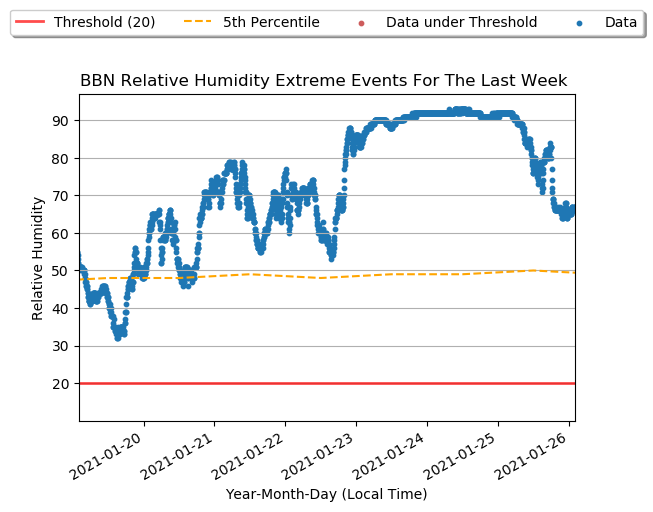 Threshold (20) 5th Percentile Data under Threshold Data
BBN Relative Humidity Extreme Events For The Last Week
90
80
70
60
50
40
30
20
Relative Humidity
2021-01-20 2021-01-21 2021-01-22 2021-01-23 2021-01-24 2021-01-25 2021-01-26
Year-Month-Day (Local Time)